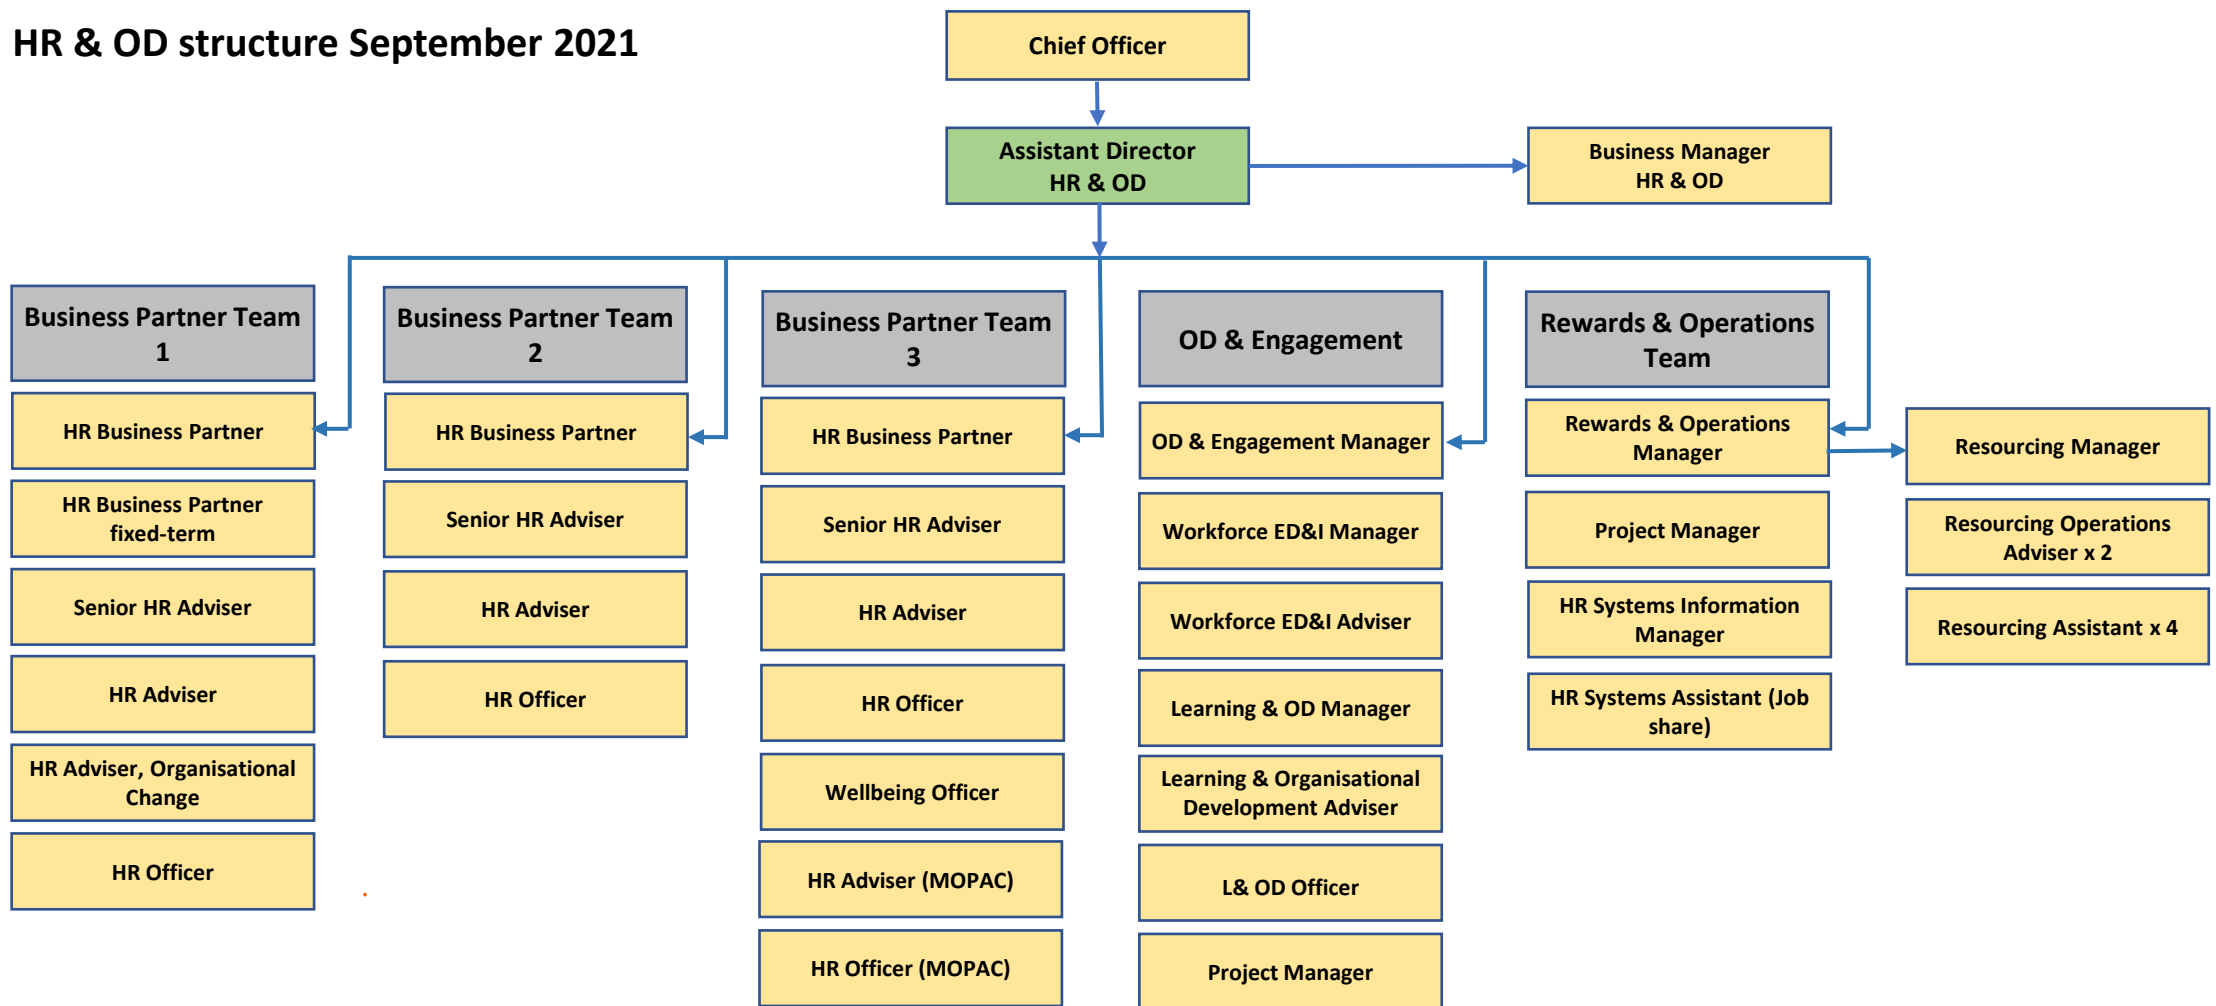 HR & OD structure September 2021
Chief Officer
Assistant Director
HR & OD
Business Manager
HR & OD
Business Partner Team
1
HR Business Partner
HR Business Partner
fixed-term
Senior HR Adviser
HR Adviser
HR Adviser, Organisational
Change
HR Officer
Business Partner Team
2
HR Business Partner
Senior HR Adviser
HR Adviser
HR Officer
Business Partner Team
3
HR Business Partner
Senior HR Adviser
HR Adviser
HR Officer
Wellbeing Officer
HR Adviser (MOPAC)
HR Officer (MOPAC)
OD & Engagement
OD & Engagement Manager
Workforce ED&I Manager
Workforce ED&I Adviser
Learning & OD Manager
Learning & Organisational
Development Adviser
L& OD Officer
Project Manager
Rewards & Operations
Team
Rewards & Operations
Manager
Project Manager
HR Systems Information
Manager
HR Systems Assistant (Job
share)
Resourcing Manager
Resourcing Operations
Adviser x 2
Resourcing Assistant x 4